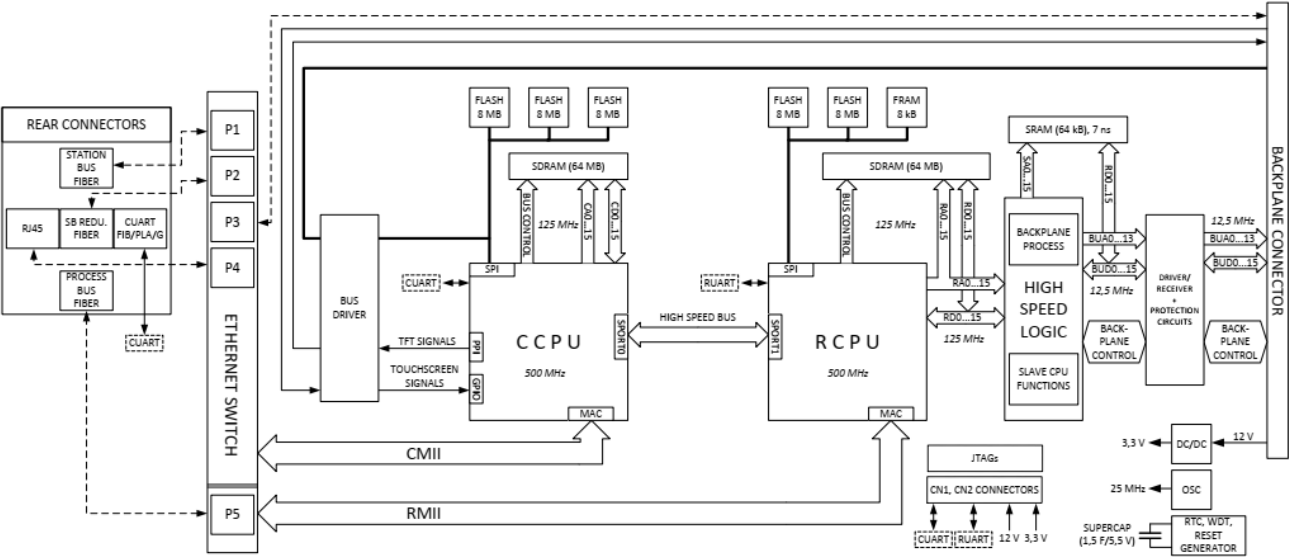 REAR CONNECTORS
STATION
BUS
FIBER
RJ45
SB REDU.
FIBER
CUART
FIB/PLA/G
PROCESS
BUS
FIBER
CUART
P1
P2
P3
P4
ETHERNET SWITCH
P5
BUS
DRIVER
FLASH
8 MB
FLASH
8 MB
FLASH
8 MB
SDRAM (64 MB)
BUS CONTROL
125 MHz
CA0...15
CD0...15
SPI
CUART
TFT SIGNALS
PPI
TOUCHSCREEN
SIGNALS
GPIO
CCPU
500 MHz
SPORT0
MAC
CMII
RMII
HIGH SPEED BUS
FLASH
8 MB
FLASH
8 MB
FRAM
8 kB
SDRAM (64 MB)
BUS CONTROL
125 MHz
RA0...15
RD0...15
SPI
RUART
SPORT1
RCPU
500 MHz
MAC
RA0...15
RD0...15
125 MHz
SRAM (64 kB), 7 ns
SA0...15
RD0...15
BACKPLANE
PROCESS
HIGH
SPEED
LOGIC
SLAVE CPU
FUNCTIONS
BUA0...13
BUD0...15
12,5 MHz
BACK-
PLANE
CONTROL
DRIVER/
RECEIVER
+
PROTECTION
CIRCUITS
12,5 MHz
BUA0...13
BUD0...15
BACK-
PLANE
CONTROL
BACKPLANE CONNECTOR
JTAGs
CN1, CN2 CONNECTORS
CUART
RUART
12 V
3,3 V
3,3 V
DC/DC
12 V
25 MHz
OSC
SUPERCAP
(1,5 F/5,5 V)
RTC, WDT,
RESET
GENERATOR